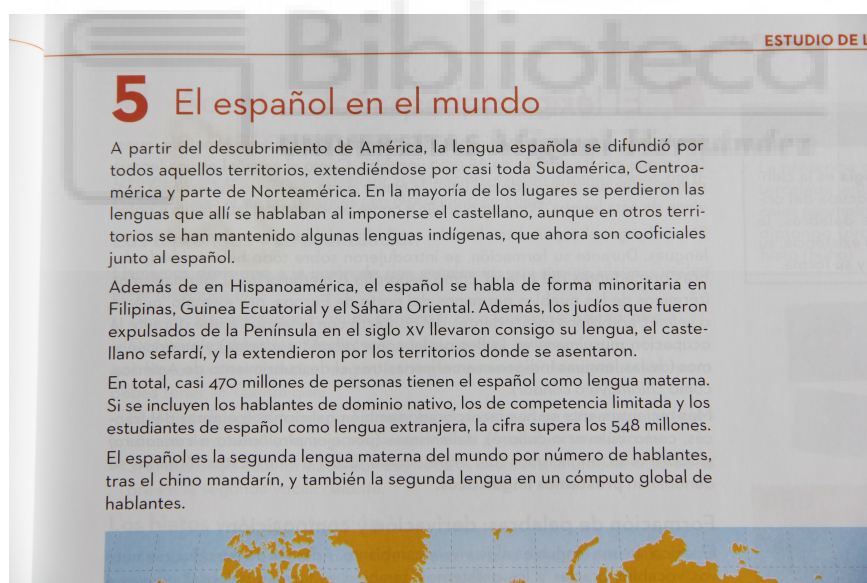 Biblioteca
ESTUDIO DE L
5 El español en el mundo
A partir del descubrimiento de América, la lengua española se difundió por
todos aquellos territorios, extendiéndose por casi toda Sudamérica, Centroa-
mérica y parte de Norteamérica. En la mayoría de los lugares se perdieron las
lenguas que allí se hablaban al imponerse el castellano, aunque en otros terri-
torios se han mantenido algunas lenguas indígenas, que ahora son cooficiales
junto al español.
Además de en Hispanoamérica, el español se habla de forma minoritaria en
Filipinas, Guinea Ecuatorial y el Sáhara Oriental. Además, los judíos que fueron
expulsados de la Península en el siglo XV llevaron consigo su lengua, el caste-
llano sefardí, y la extendieron por los territorios donde se asentaron.
En total, casi 470 millones de personas tienen el español como lengua materna.
Si se incluyen los hablantes de dominio nativo, los de competencia limitada y los
estudiantes de español como lengua extranjera, la cifra supera los 548 millones.
El español es la segunda lengua materna del mundo por número de hablantes,
tras el chino mandarín, y también la segunda lengua en un cómputo global de
hablantes.